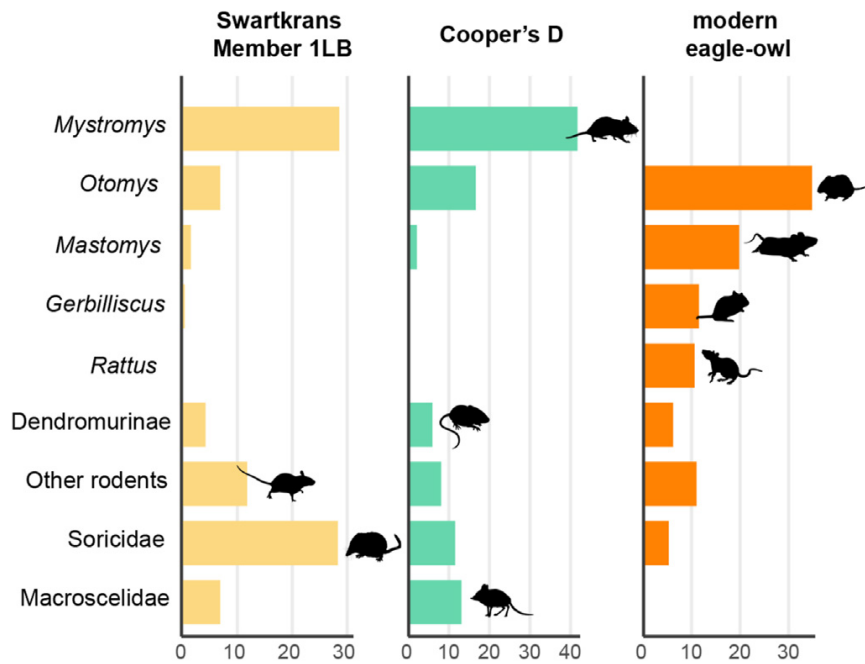 Swartkrans
Member 1LB
Cooper's D
modern
eagle-owl
Mystromys
Otomys
Mastomys
Gerbilliscus
Rattus
Dendromurinae
Other rodents
Soricidae
Macroscelidae
0 10 20 30
0 10 20 30 40
0 10 20 30